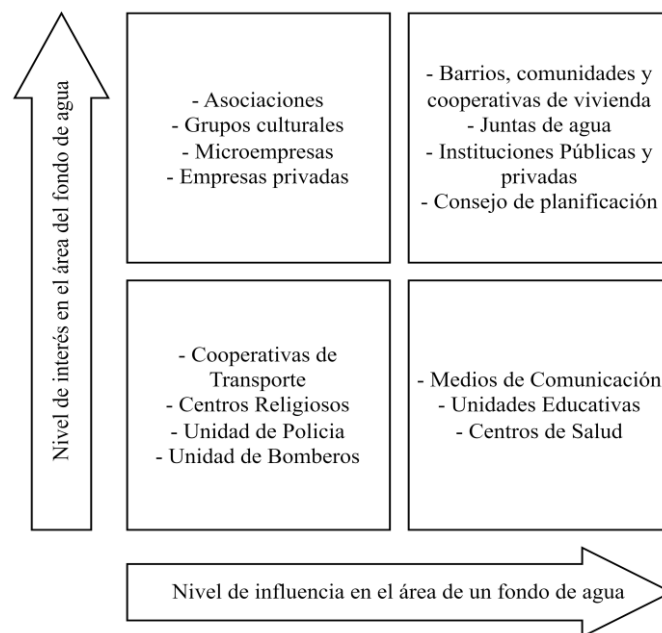 Nivel de interés en el área del fondo de agua
- Asociaciones
- Grupos culturales
- Microempresas
- Empresas privadas
- Barrios, comunidades y
cooperativas de vivienda
- Juntas de agua
- Instituciones Públicas y
privadas
- Consejo de planificación
- Cooperativas de
Transporte
- Centros Religiosos
- Unidad de Policia
- Unidad de Bomberos
- Medios de Comunicación
- Unidades Educativas
- Centros de Salud
Nivel de influencia en el área de un fondo de agua